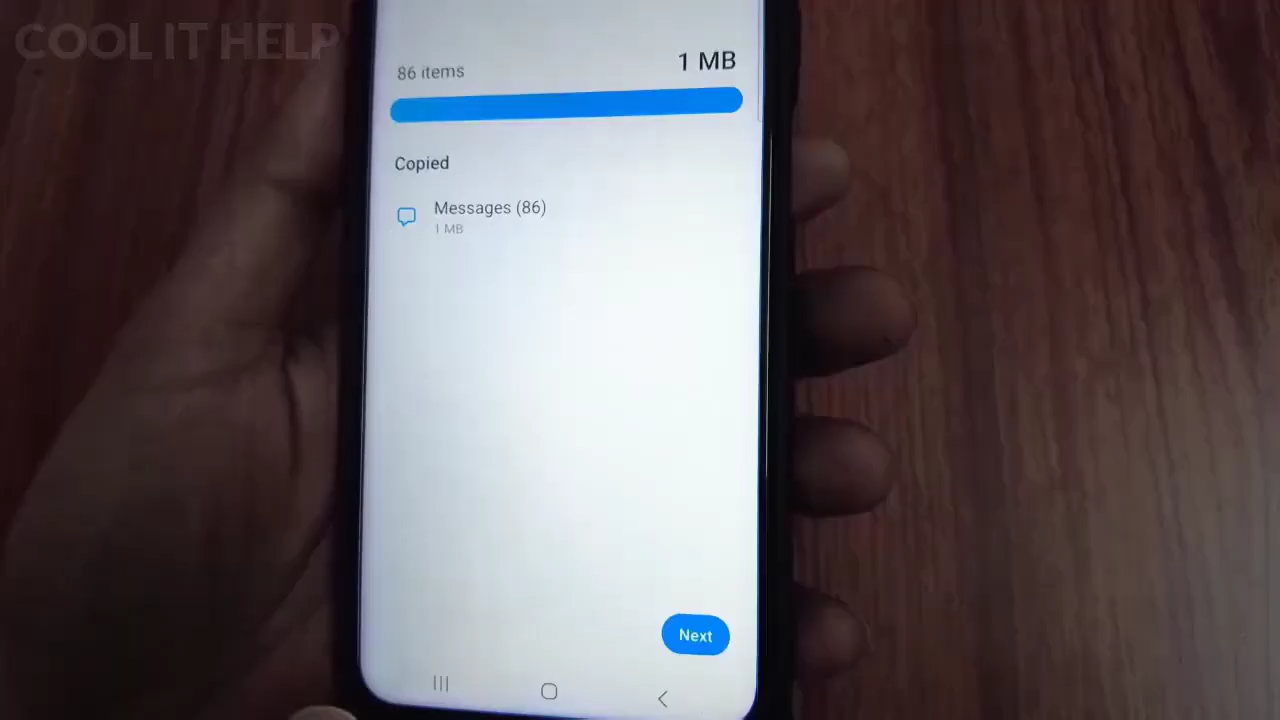 COOL IT HELP
86 items
1 MB
Copied
Messages (86)
1 MB
Next